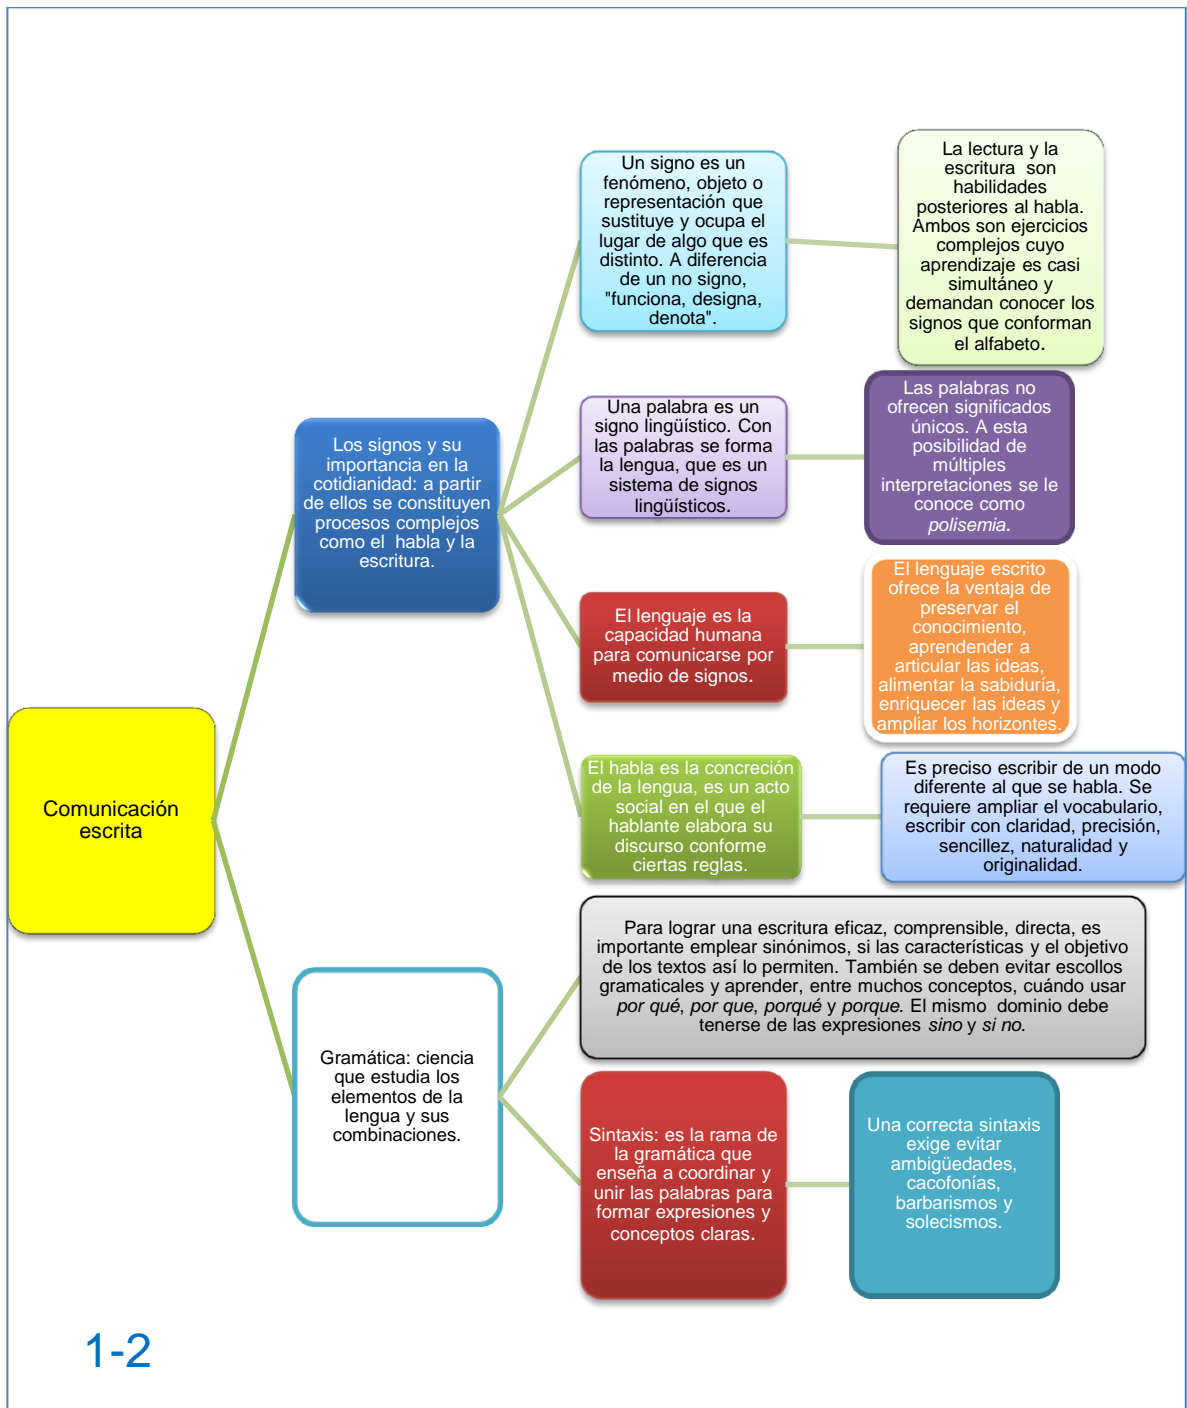 Comunicación
escrita
Los signos y su
importancia en la
cotidianidad: a partir
de ellos se constituyen
procesos complejos
como el habla y la
escritura.
Un signo es un
fenómeno, objeto o
representación que
sustituye y ocupa el
lugar de algo que es
distinto. A diferencia
de un no signo,
"funciona, designa,
denota".
La lectura y la
escritura son
habilidades
posteriores al habla.
Ambos son ejercicios
complejos cuyo
aprendizaje es casi
simultáneo y
demandan conocer los
signos que conforman
el alfabeto.
Una palabra es un
signo lingüístico. Con
las palabras se forma
la lengua, que es un
sistema de signos
lingüísticos.
Las palabras no
ofrecen significados
únicos. A esta
posibilidad de
múltiples
interpretaciones se le
conoce como
polisemia.
El lenguaje es la
capacidad humana
para comunicarse por
medio de signos.
El lenguaje escrito
ofrece la ventaja de
preservar el
conocimiento,
aprendender a
articular las ideas,
alimentar la sabiduría,
enriquecer las ideas y
ampliar los horizontes.
El habla es la concreción
de la lengua, es un acto
social en el que el
hablante elabora su
discurso conforme
ciertas reglas.
Es preciso escribir de un modo
diferente al que se habla. Se
requiere ampliar el vocabulario,
escribir con claridad, precisión,
sencillez, naturalidad y
originalidad.
Gramática: ciencia
que estudia los
elementos de la
lengua y sus
combinaciones.
Para lograr una escritura eficaz, comprensible, directa, es
importante emplear sinónimos, si las características y el objetivo
de los textos así lo permiten. También se deben evitar escollos
gramaticales y aprender, entre muchos conceptos, cuándo usar
por qué, por que, porqué y porque. El mismo dominio debe
tenerse de las expresiones sino y si no.
Sintaxis: es la rama de
la gramática que
enseña a coordinar y
unir las palabras para
formar expresiones y
conceptos claras.
Una correcta sintaxis
exige evitar
ambigüedades,
cacofonías,
barbarismos y
solecismos.
1-2